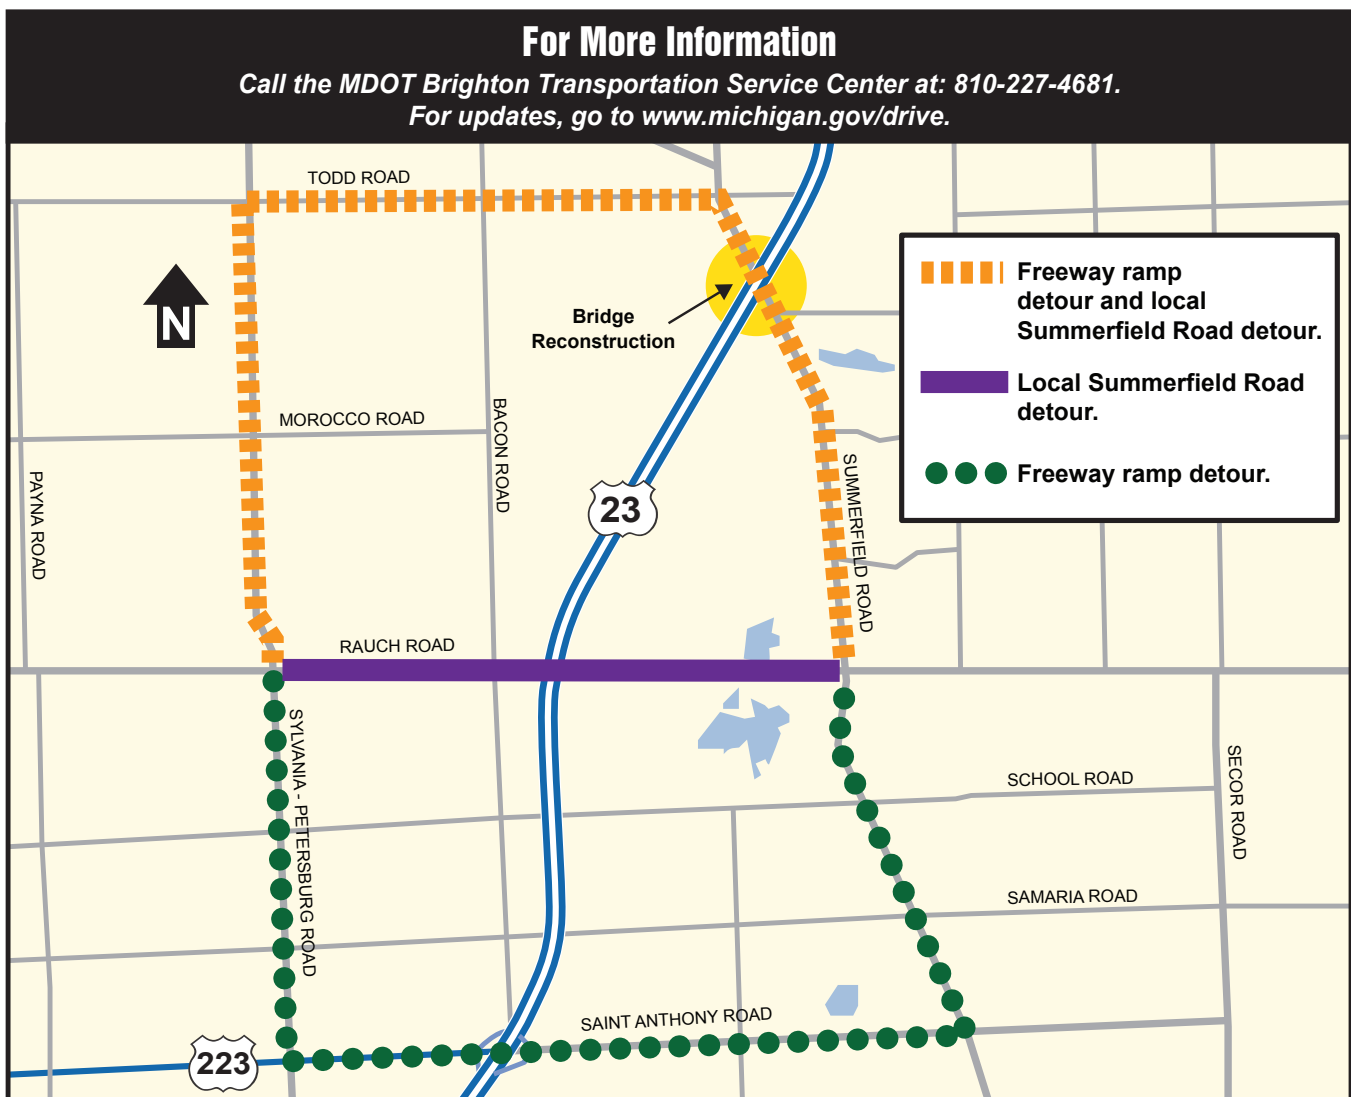 For More Information
Call the MDOT Brighton Transportation Service Center at: 810-227-4681.
For updates, go to www.michigan.gov/drive.
TODD ROAD
N
Bridge
Reconstruction
Freeway ramp
detour and local
Summerfield Road detour.
Local Summerfield Road
detour.
Freeway ramp detour.
MOROCCO ROAD
BACON ROAD
PAYNA ROAD
23
SUMMERFIELD ROAD
RAUCH ROAD
SYLVANIA - PETERSBURG ROAD
SCHOOL ROAD
SECOR ROAD
SAMARIA ROAD
SAINT ANTHONY ROAD
223